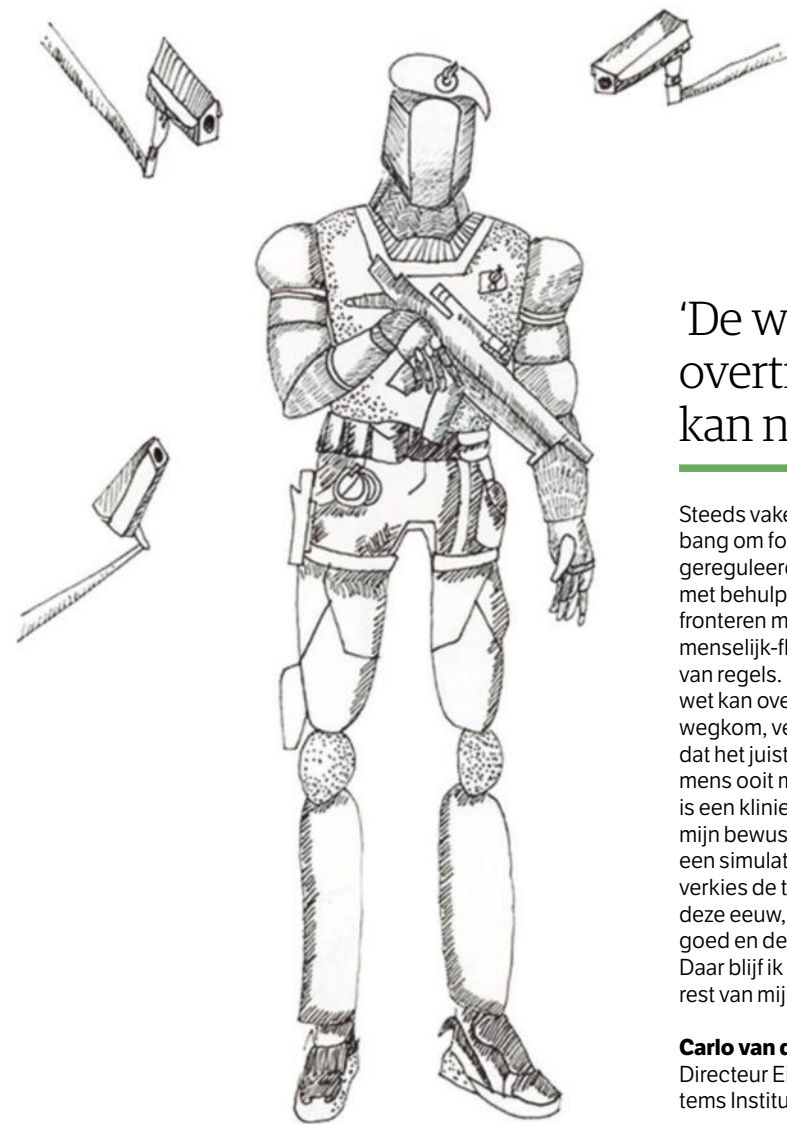 ‘De w
overtr
kan n
Steeds vake
bang om fo
gereguleerd
met behulp
fronteren m
menselijk-fl
van regels.
wet kan ove
wegkom, ve
dat het juist
mens ooit m
is een klinie
mijn bewus
een simulat
verkies de t
deze eeuw,
goed en de
Daar blijf ik
rest van mij
Carlo van d
Directeur Ei
tems Institu